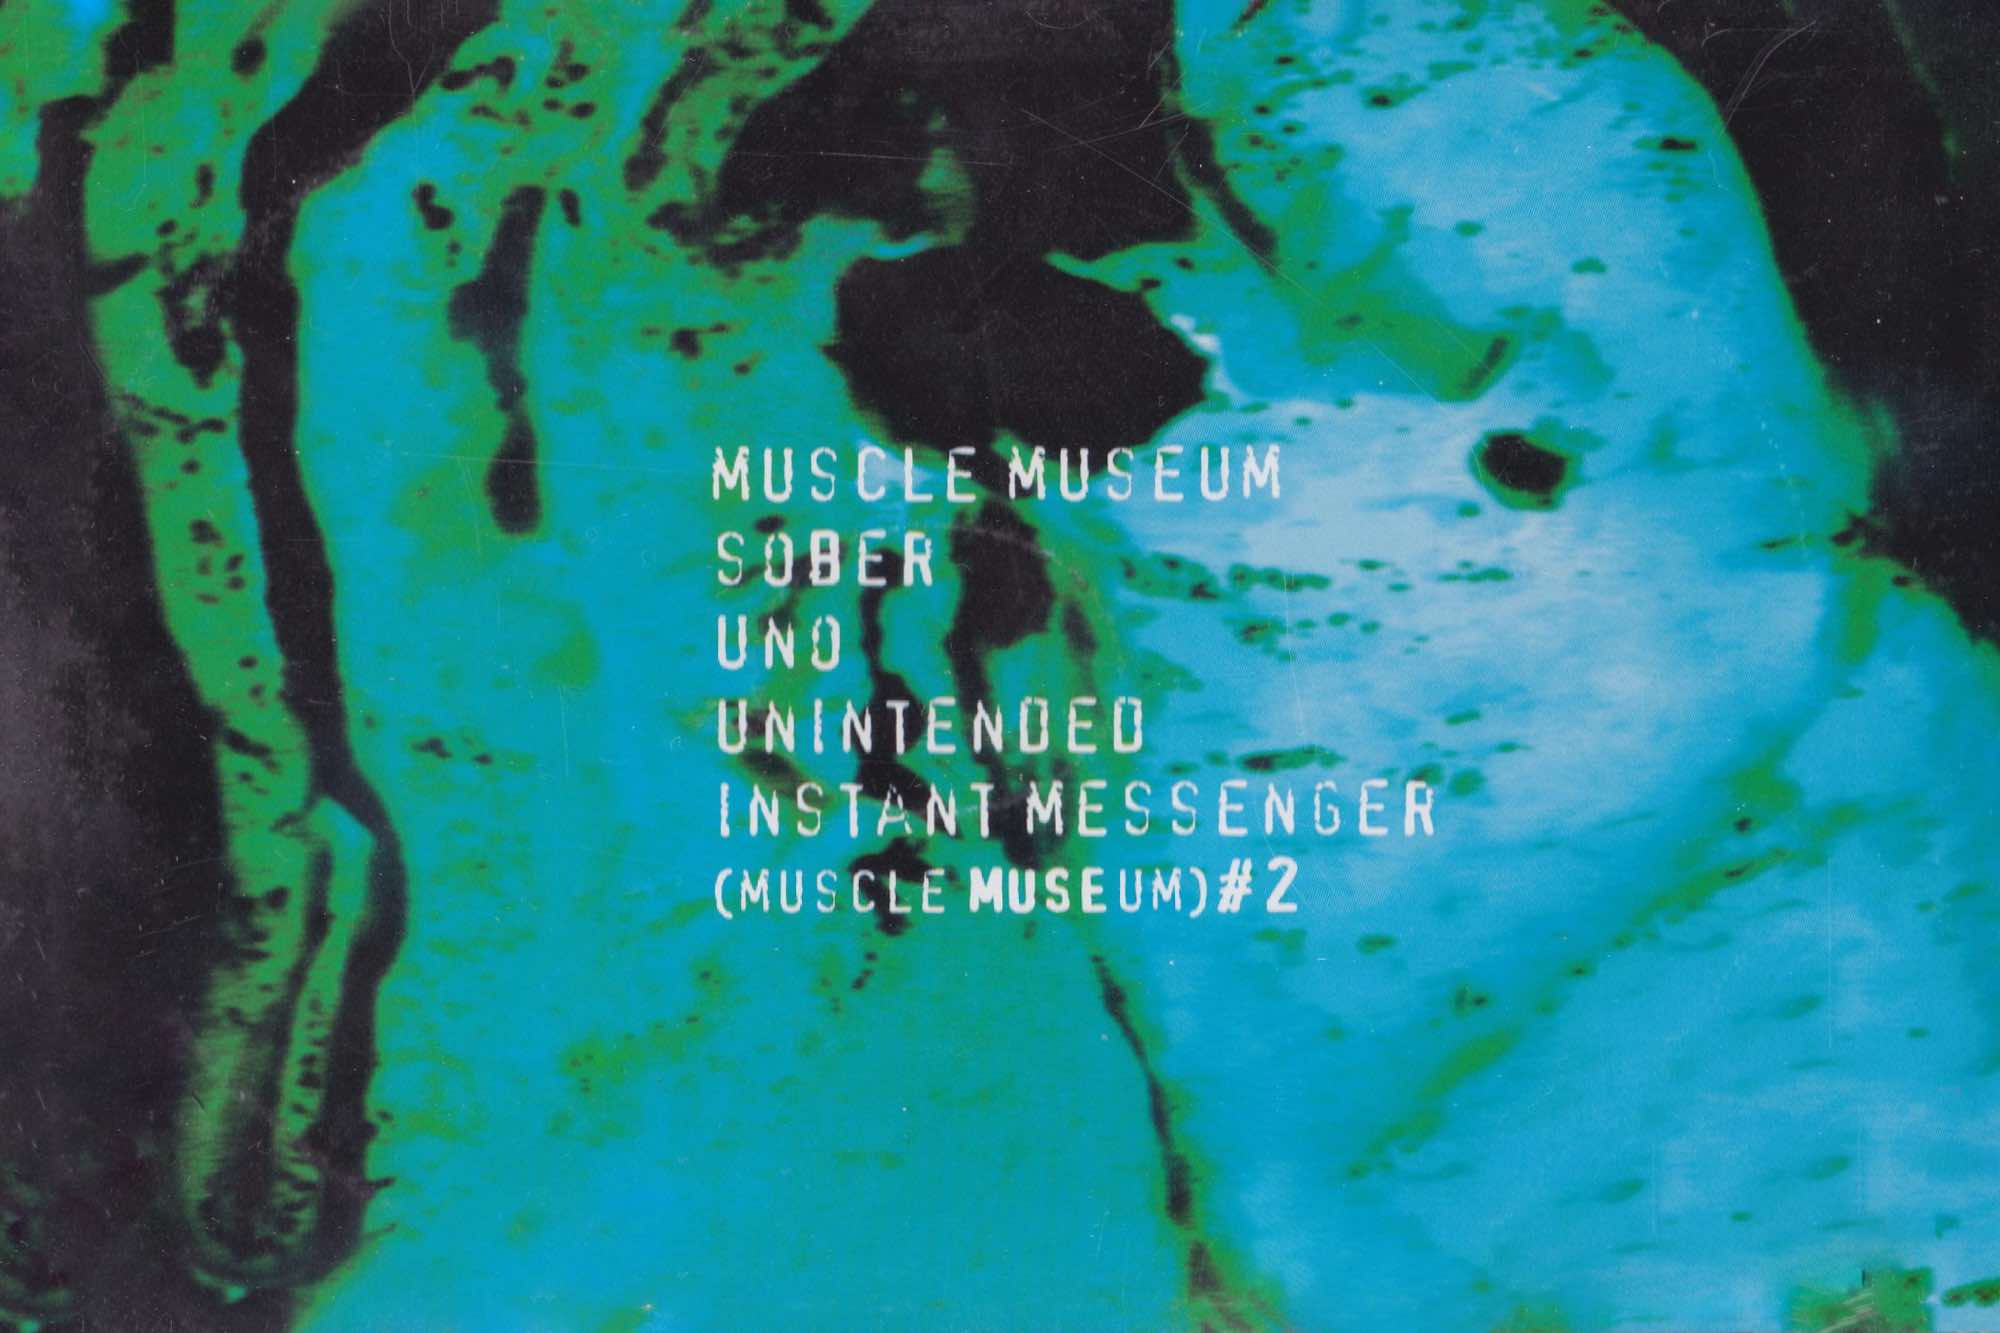 MUSCLE MUSEUM
SOBER
UNO
UNINTENDED
INSTANT MESSENGER
(MUSCLE MUSEUM)#2